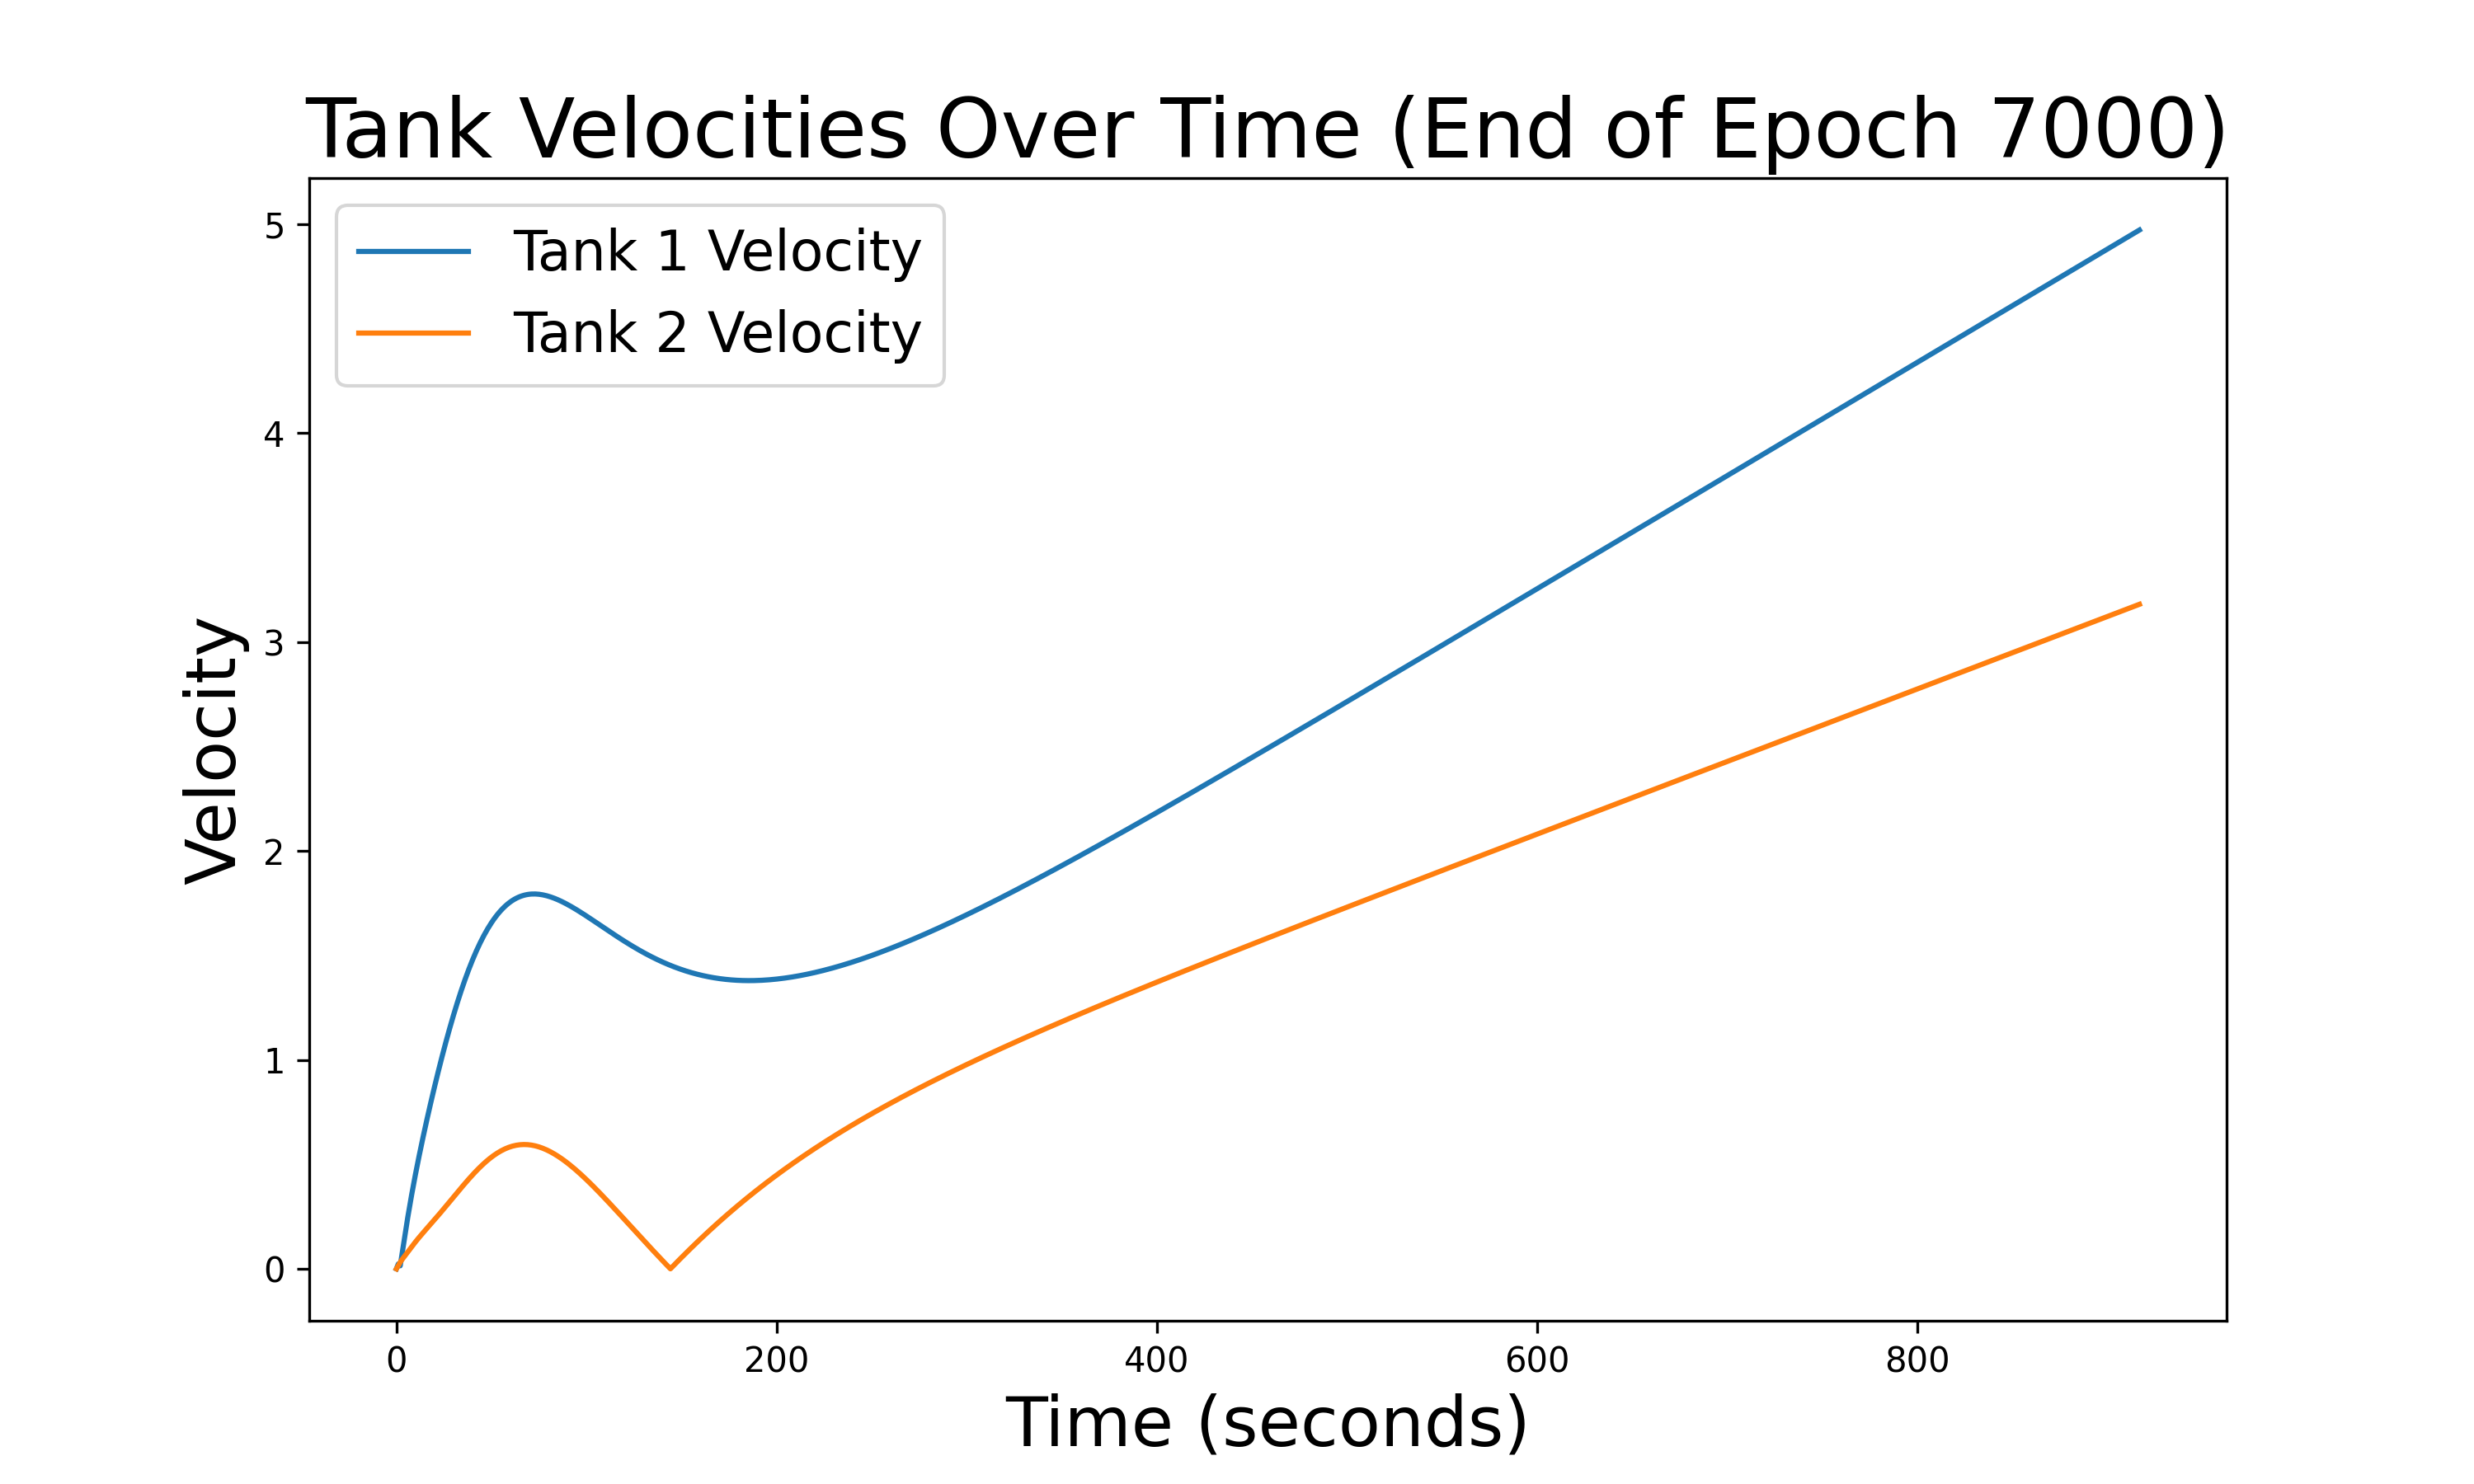 Tank Velocities Over Time (End of Epoch 7000)
Tank 1 Velocity
Tank 2 Velocity
Velocity
5
4
3
2
1
0
0 200 400 600 800
Time (seconds)